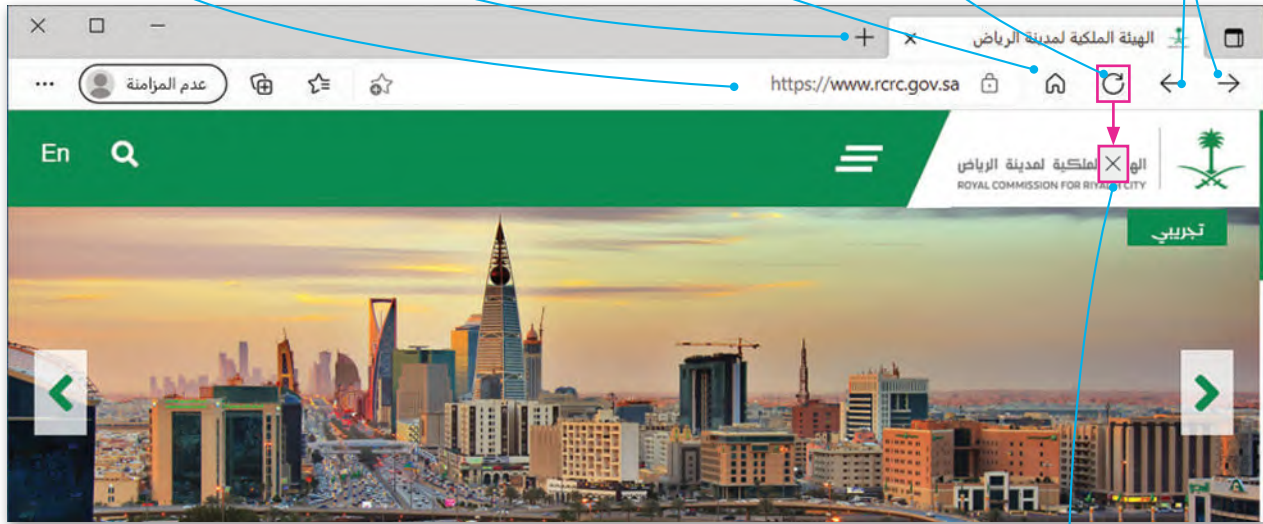 الهيئة الملكية لمدينة الرياض
https://www.rcrc.gov.sa
عدم المزامنة
الهيئة الملكية لمدينة الرياض
ROYAL COMMISSION FOR RIYADH CITY
En
تجريبي